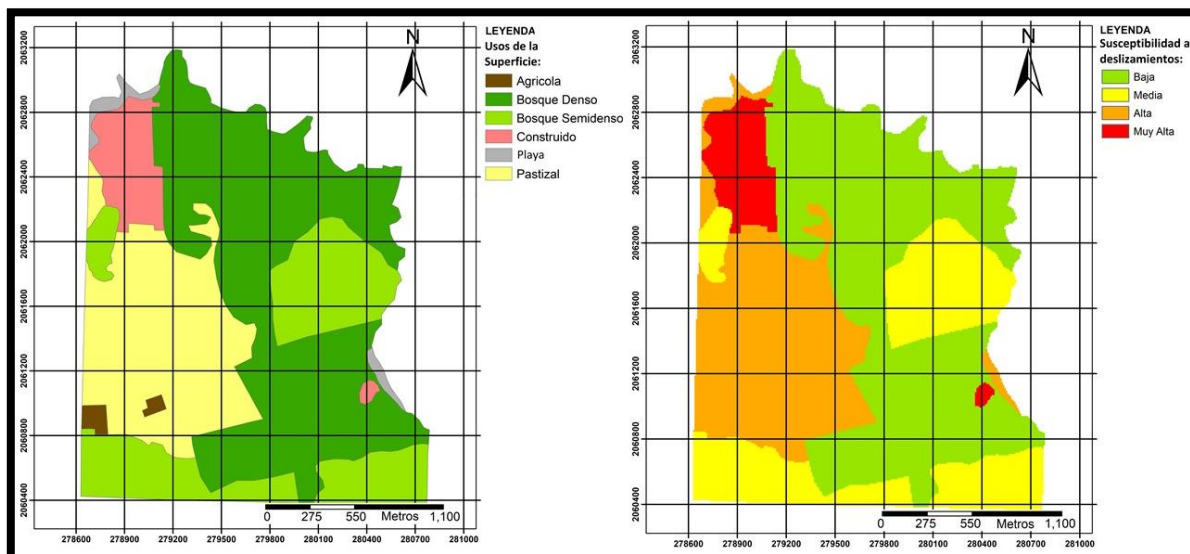 N
LEYENDA
Usos de la
Superficie:
Agricola
Bosque Denso
Bosque Semidenso
Construido
Playa
Pastizal
2063200
2062800
2062400
2062000
2061600
2061200
2060800
2060400
0 275 550 Metros 1,100
278600 278900 279200 279500 279800 280100 280400 280700 281000
N
LEYENDA
Susceptibilidad a
deslizamientos:
Baja
Media
Alta
Muy Alta
2063200
2062800
2062400
2062000
2061600
2061200
2060800
2060400
0 275 550 Metros 1,100
278600 278900 279200 279500 279800 280100 280400 280700 281000